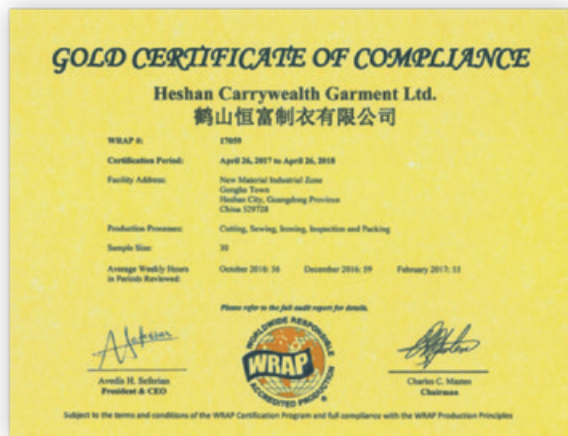 GOLD CERTIFICATE OF COMPLIANCE
Heshan Carrywealth Garment Ltd.
鹤山恒富制衣有限公司
WRAP #: 17059
Certification Period: April 26, 2017 to April 26, 2018
Facility Address: New Material Industrial Zone
Gonghe Town
Heshan City, Guangdong Province
China 529728
Production Processes: Cutting, Sewing, Ironing, Inspection and Packing
Sample Size: 30
Average Weekly Hours October 2016: 56 December 2016: 59 February 2017: 53
in Periods Reviewed:
Please refer to the full audit report for details.
WORLDWIDE RESPONSIBLE
WRAP
ACCREDITED PRODUCTION
®
Avedis H. Seferian
President & CEO
Charles C. Masten
Chairman
Subject to the terms and conditions of the WRAP Certification Program and full compliance with the WRAP Production Principles